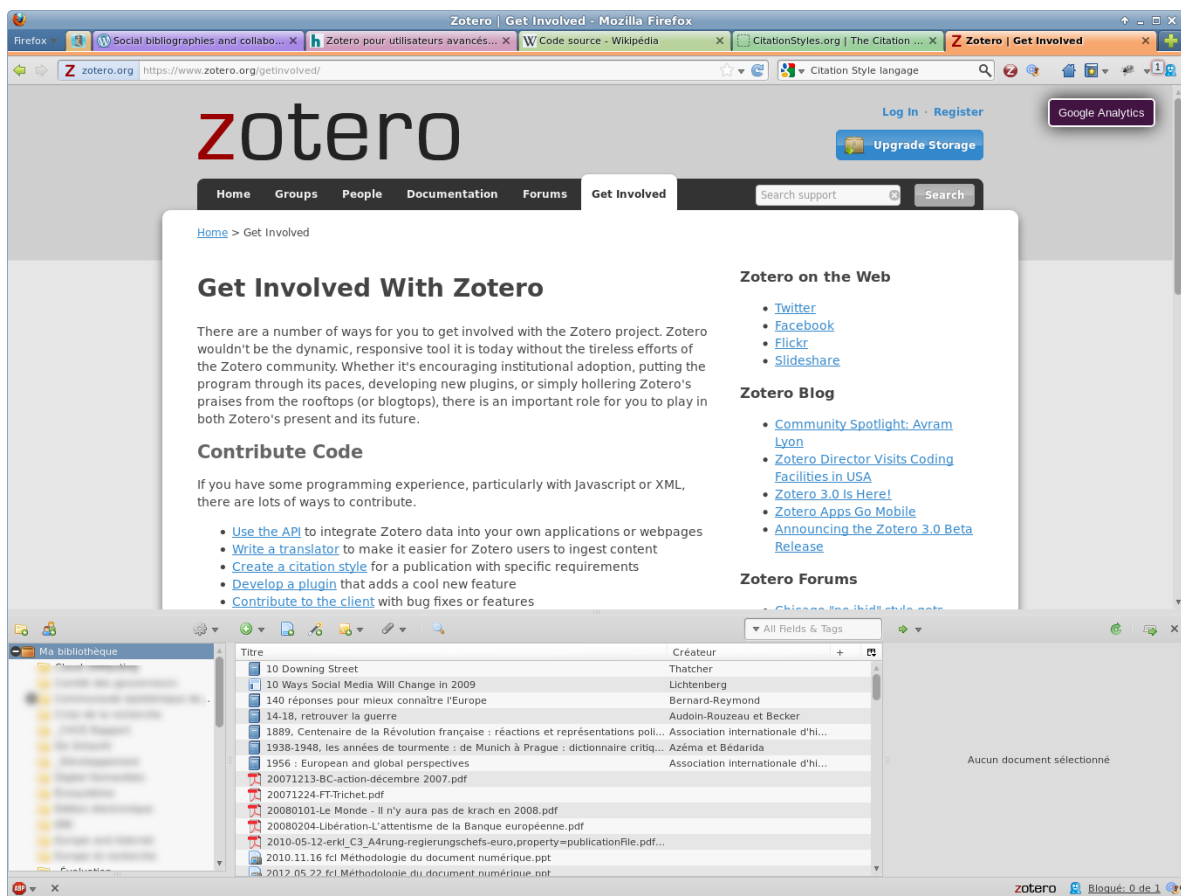 Zotero | Get Involved - Mozilla Firefox
Firefox
Social bibliographies and collabo...
Zotero pour utilisateurs avancés...
Code source - Wikipédia
CitationStyles.org | The Citation ...
Zotero | Get Involved
zotero.org https://www.zotero.org/getinvolved/
Citation Style langage
1
zotero
Log In · Register
Upgrade Storage
Google Analytics
Home Groups People Documentation Forums Get Involved
Search support
Search
Home > Get Involved
Get Involved With Zotero
There are a number of ways for you to get involved with the Zotero project. Zotero
wouldn't be the dynamic, responsive tool it is today without the tireless efforts of
the Zotero community. Whether it's encouraging institutional adoption, putting the
program through its paces, developing new plugins, or simply hollering Zotero's
praises from the rooftops (or blogtops), there is an important role for you to play in
both Zotero's present and its future.
Contribute Code
If you have some programming experience, particularly with Javascript or XML,
there are lots of ways to contribute.
Use the API to integrate Zotero data into your own applications or webpages
Write a translator to make it easier for Zotero users to ingest content
Create a citation style for a publication with specific requirements
Develop a plugin that adds a cool new feature
Contribute to the client with bug fixes or features
Zotero on the Web
Twitter
Facebook
Flickr
Slideshare
Zotero Blog
Community Spotlight: Avram
Lyon
Zotero Director Visits Coding
Facilities in USA
Zotero 3.0 Is Here!
Zotero Apps Go Mobile
Announcing the Zotero 3.0 Beta
Release
Zotero Forums
Chicago "no ibid" style gets
All Fields & Tags
Ma bibliothèque
Évaluation
Titre Créateur
10 Downing Street Thatcher
10 Ways Social Media Will Change in 2009 Lichtenberg
140 réponses pour mieux connaître l'Europe Bernard-Reymond
14-18, retrouver la guerre Audoin-Rouzeau et Becker
1889, Centenaire de la Révolution française : réactions et représentations poli... Association internationale d'hi...
1938-1948, les années de tourmente : de Munich à Prague : dictionnaire critiq... Azéma et Bédarida
1956 : European and global perspectives Association internationale d'hi...
20071213-BC-action-décembre 2007.pdf
20071224-FT-Trichet.pdf
20080101-Le Monde - Il n'y aura pas de krach en 2008.pdf
20080204-Libération-L'attentisme de la Banque européenne.pdf
2010-05-12-erkl_C3_A4rung-regierungschefs-euro,property=publicationFile.pdf...
2010.11.16 fcl Méthodologie du document numérique.ppt
2012 05 22 fcl Méthodologie du document numérique.ppt
Aucun document sélectionné
ABP
zotero
Bloqué: 0 de 1